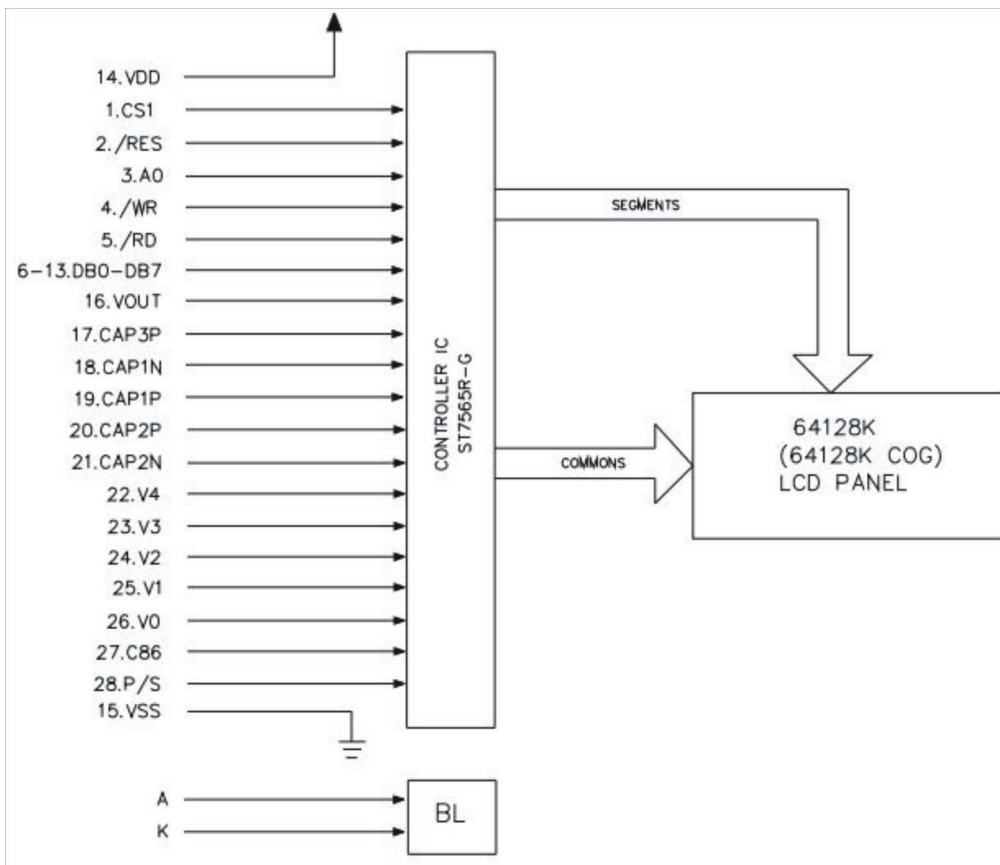 14.VDD
1.CS1
2./RES
3.A0
4./WR
5./RD
6-13.DB0-DB7
16.VOUT
17.CAP3P
18.CAP1N
19.CAP1P
20.CAP2P
21.CAP2N
22.V4
23.V3
24.V2
25.V1
26.V0
27.C86
28.P/S
15.VSS
A
K
CONTROLLER IC
ST7565R-G
BL
SEGMENTS
COMMONS
64128K
(64128K COG)
LCD PANEL